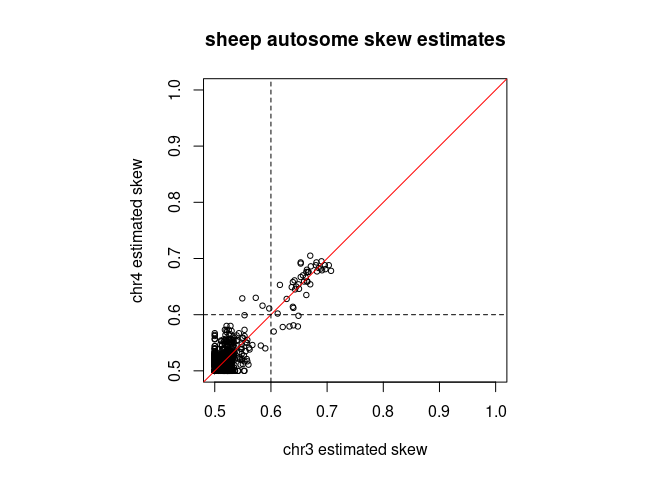 sheep autosome skew estimates
chr4 estimated skew
1.0
0.9
0.8
0.7
0.6
0.5
0.5 0.6 0.7 0.8 0.9 1.0
chr3 estimated skew